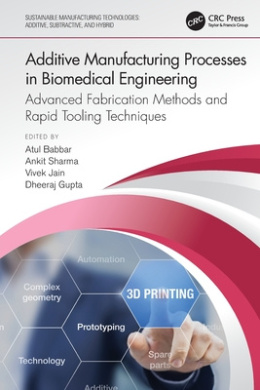 SUSTAINABLE MANUFACTURING TECHNOLOGIES:
ADDITIVE, SUBTRACTIVE, AND HYBRID
CRC
CRC Press
Taylor & Francis Group
Additive Manufacturing Processes
in Biomedical Engineering
Advanced Fabrication Methods and
Rapid Tooling Techniques
EDITED BY
Atul Babbar
Ankit Sharma
Vivek Jain
Dheeraj Gupta
Automation
Complex
geometry
3D PRINTING
Prototyping
Technology
Spare
parts